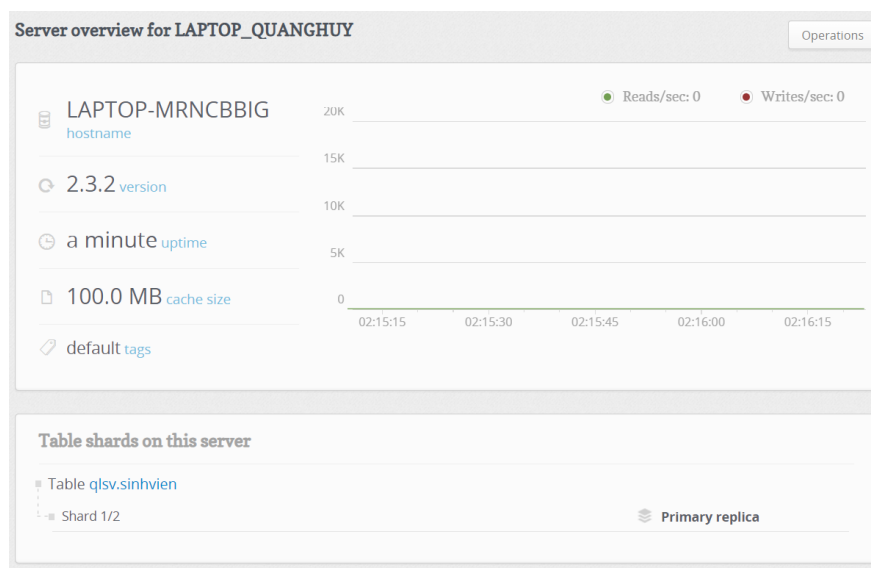 Server overview for LAPTOP_QUANGHUY
Operations
LAPTOP-MRNCBBIG
hostname
2.3.2 version
a minute uptime
100.0 MB cache size
default tags
Reads/sec: 0
Writes/sec: 0
20K
15K
10K
5K
0
02:15:15 02:15:30 02:15:45 02:16:00 02:16:15
Table shards on this server
Table qlsv.sinhvien
Shard 1/2 Primary replica